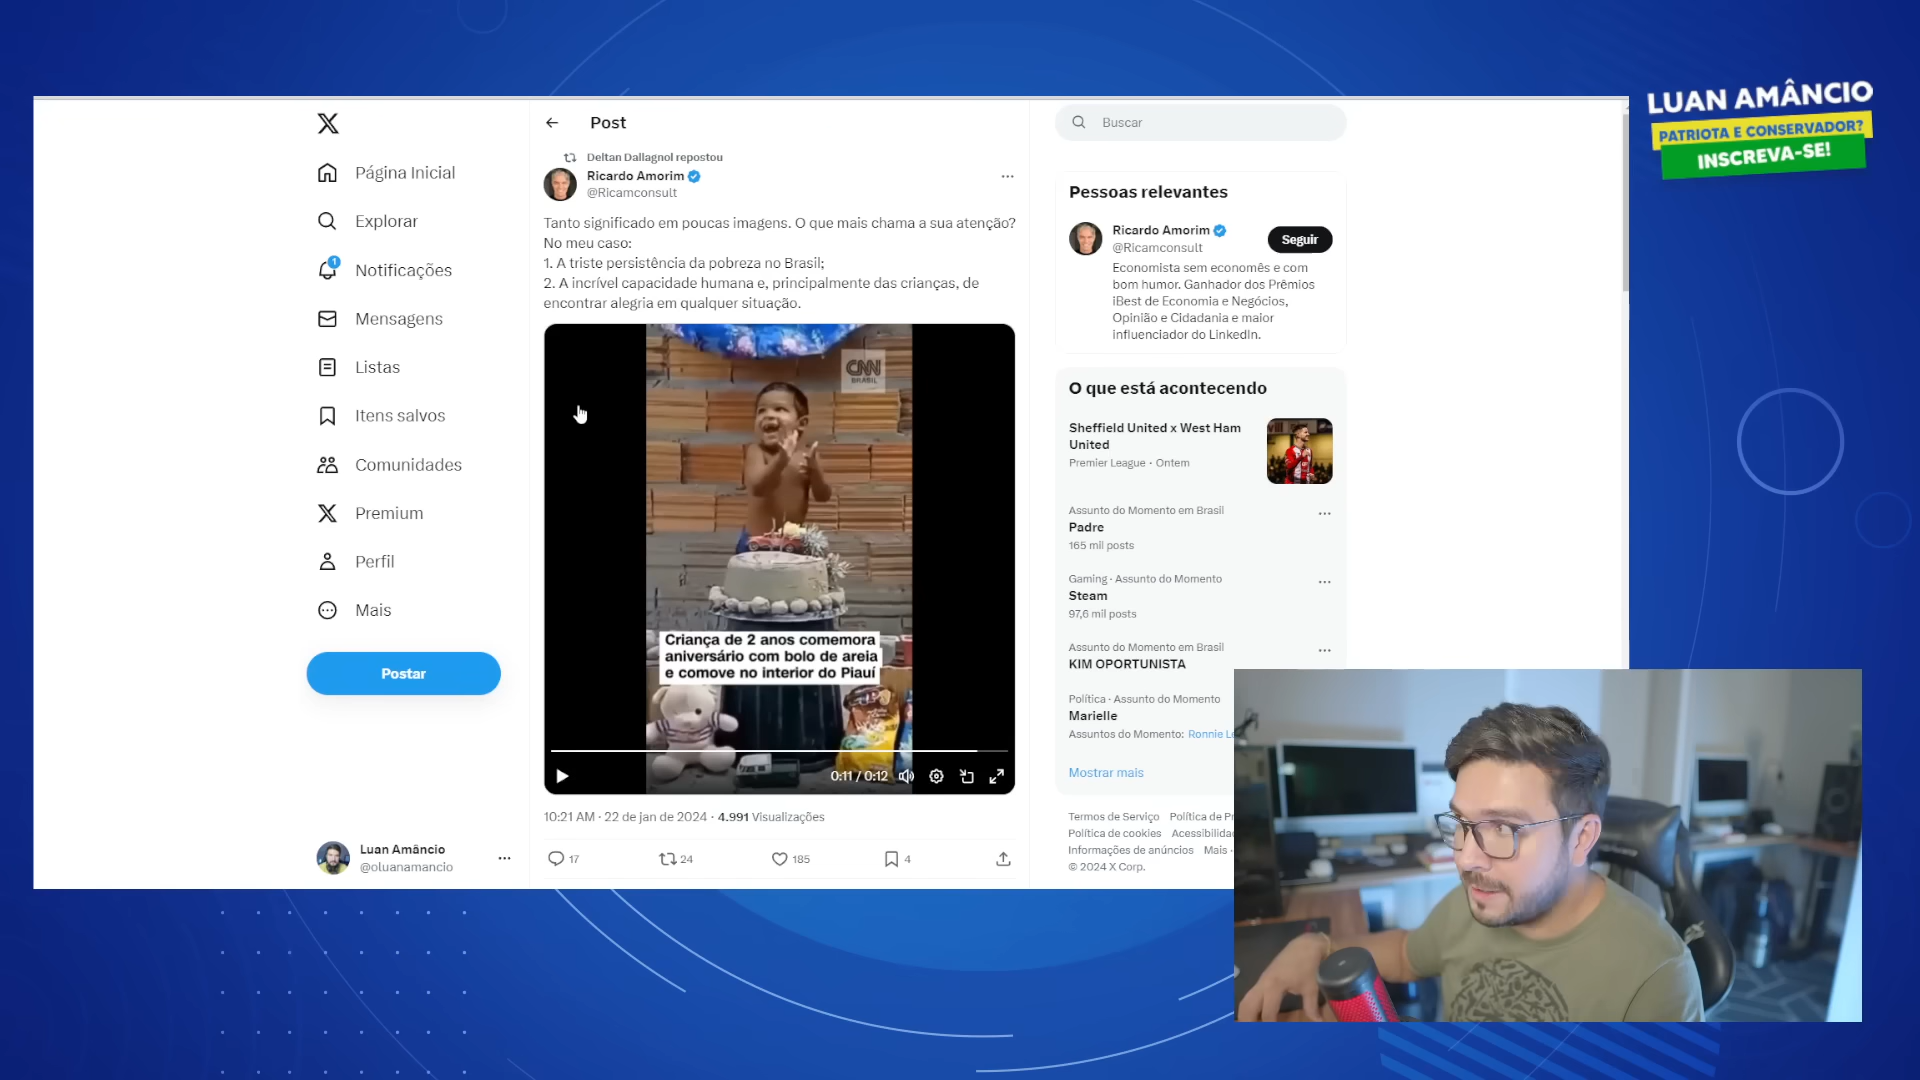 LUAN AMÂNCIO
PATRIOTA E CONSERVADOR?
INSCREVA-SE!
Post
Buscar
Deltan Dallagnol repostou
Ricardo Amorim
@Ricamconsult
Tanto significado em poucas imagens. O que mais chama a sua atenção?
No meu caso:
1. A triste persistência da pobreza no Brasil;
2. A incrível capacidade humana e, principalmente das crianças, de
encontrar alegria em qualquer situação.
CNN
BRASIL
Criança de 2 anos comemora
aniversário com bolo de areia
e comove no interior do Piauí
0:11 / 0:12
10:21 AM · 22 de jan de 2024 · 4.991 Visualizações
17
24
185
4
Página Inicial
Explorar
1
Notificações
Mensagens
Listas
Itens salvos
Comunidades
Premium
Perfil
Mais
Postar
Luan Amâncio
@oluanamancio
Pessoas relevantes
Ricardo Amorim
@Ricamconsult
Seguir
Economista sem economês e com
bom humor. Ganhador dos Prêmios
iBest de Economia e Negócios,
Opinião e Cidadania e maior
influenciador do LinkedIn.
O que está acontecendo
Sheffield United x West Ham
United
Premier League · Ontem
Assunto do Momento em Brasil
Padre
165 mil posts
Gaming · Assunto do Momento
Steam
97,6 mil posts
Assunto do Momento em Brasil
KIM OPORTUNISTA
Política · Assunto do Momento
Marielle
Assuntos do Momento: Ronnie
Mostrar mais
Termos de Serviço Política de
Política de cookies
Informações de anúncios Mais
© 2024 X Corp.